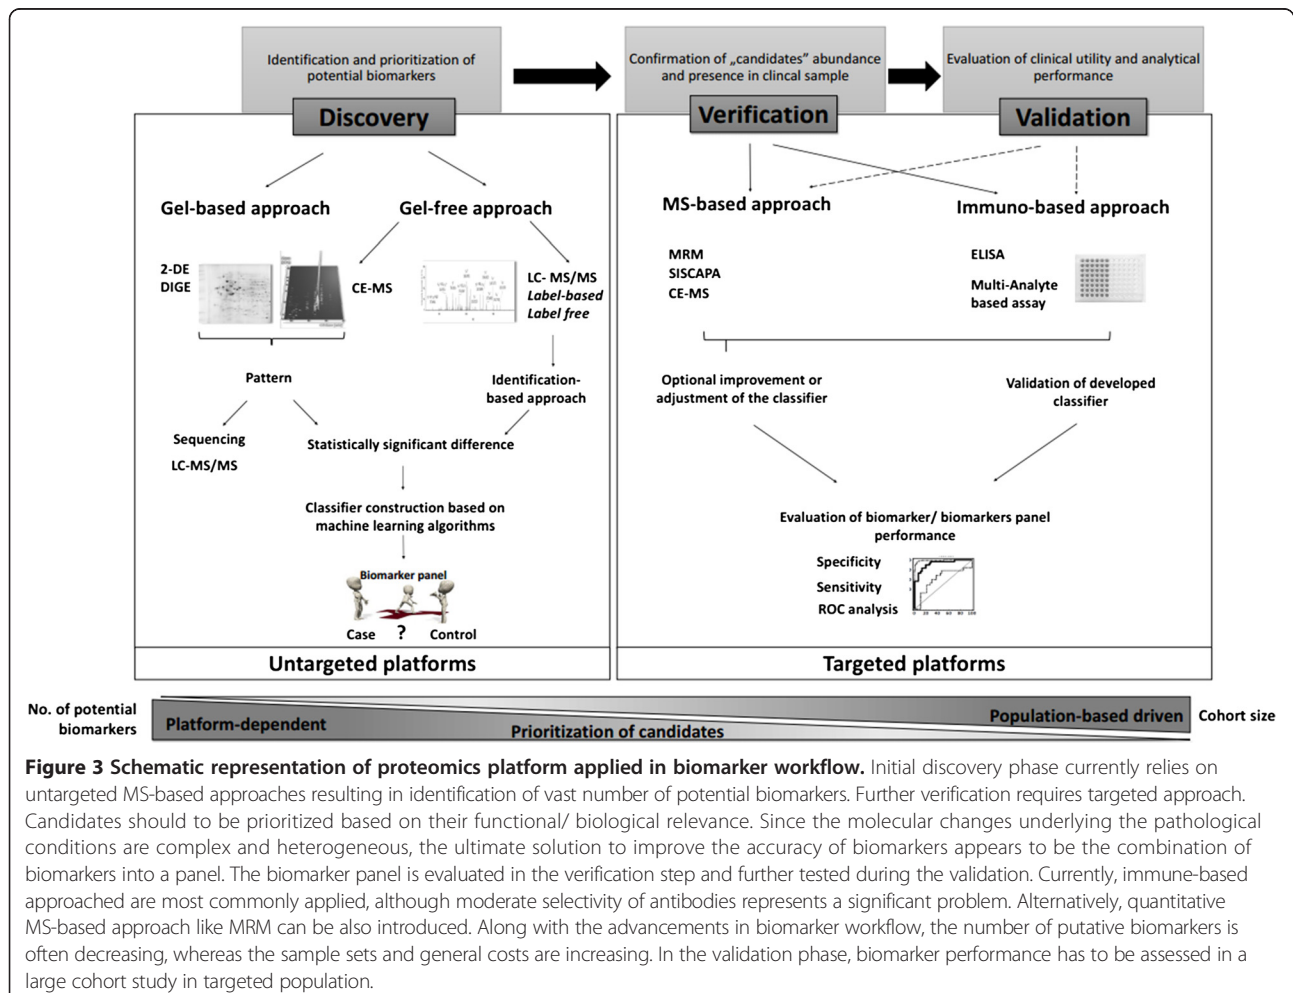 Identification and prioritization of
potential biomarkers
Discovery
Confirmation of „candidates” abundance
and presence in clincal sample
Verification
Evaluation of clinical utility and analytical
performance
Validation
Gel-based approach
Gel-free approach
2-DE
DIGE
CE-MS
LC- MS/MS
Label-based
Label free
Pattern
Identification-
based approach
Sequencing
LC-MS/MS
Statistically significant difference
Classifier construction based on
machine learning algorithms
Biomarker panel
Case
?
Control
Untargeted platforms
MS-based approach
Immuno-based approach
MRM
SISCAPA
CE-MS
ELISA
Multi-Analyte
based assay
Optional improvement or
adjustment of the classifier
Validation of developed
classifier
Evaluation of biomarker/ biomarkers panel
performance
Specificity
Sensitivity
ROC analysis
0 20 40 60 80 100
Targeted platforms
No. of potential
biomarkers
Platform-dependent
Prioritization of candidates
Population-based driven
Cohort size
Figure 3 Schematic representation of proteomics platform applied in biomarker workflow. Initial discovery phase currently relies on
untargeted MS-based approaches resulting in identification of vast number of potential biomarkers. Further verification requires targeted approach.
Candidates should to be prioritized based on their functional/ biological relevance. Since the molecular changes underlying the pathological
conditions are complex and heterogeneous, the ultimate solution to improve the accuracy of biomarkers appears to be the combination of
biomarkers into a panel. The biomarker panel is evaluated in the verification step and further tested during the validation. Currently, immune-based
approached are most commonly applied, although moderate selectivity of antibodies represents a significant problem. Alternatively, quantitative
MS-based approach like MRM can be also introduced. Along with the advancements in biomarker workflow, the number of putative biomarkers is
often decreasing, whereas the sample sets and general costs are increasing. In the validation phase, biomarker performance has to be assessed in a
large cohort study in targeted population.